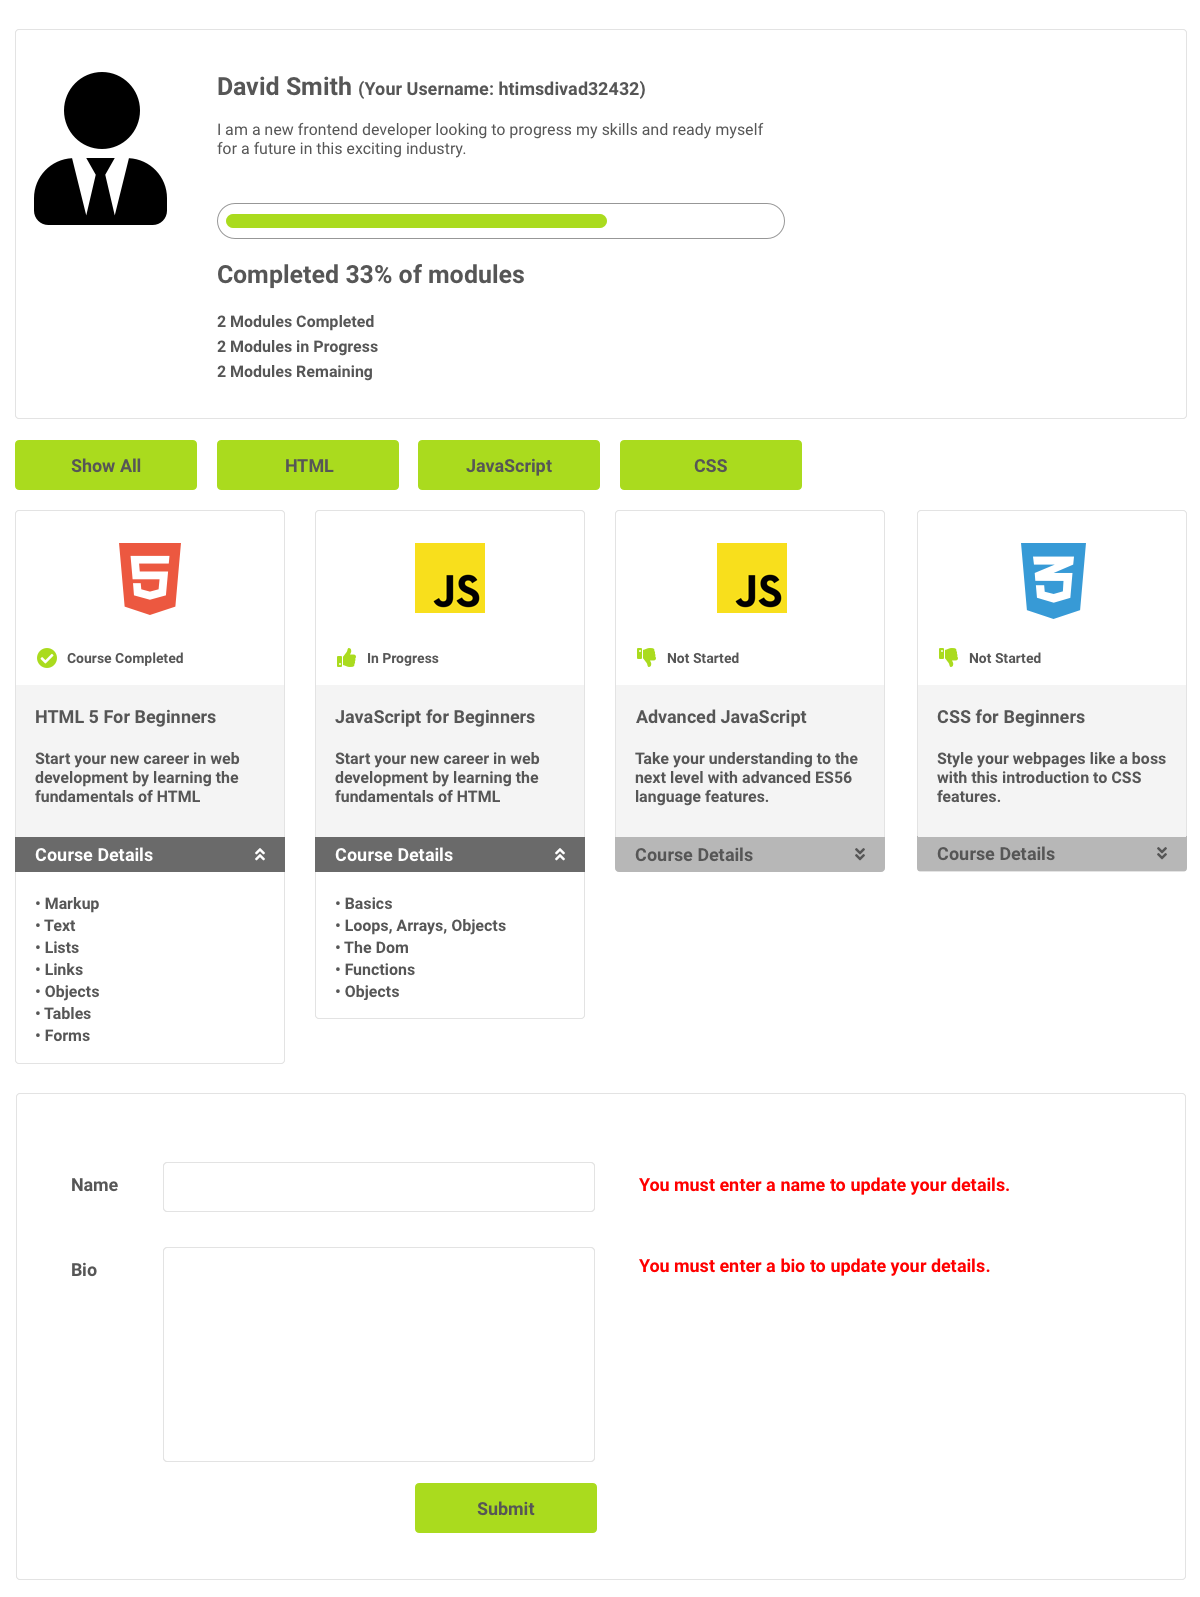 David Smith (Your Username: htimsdivad32432)
I am a new frontend developer looking to progress my skills and ready myself
for a future in this exciting industry.
Completed 33% of modules
2 Modules Completed
2 Modules in Progress
2 Modules Remaining
Show All
HTML
JavaScript
CSS
5
Course Completed
HTML 5 For Beginners
Start your new career in web
development by learning the
fundamentals of HTML
Course Details
• Markup
• Text
• Lists
• Links
• Objects
• Tables
• Forms
JS
In Progress
JavaScript for Beginners
Start your new career in web
development by learning the
fundamentals of HTML
Course Details
• Basics
• Loops, Arrays, Objects
• The Dom
• Functions
• Objects
JS
Not Started
Advanced JavaScript
Take your understanding to the
next level with advanced ES56
language features.
Course Details
3
Not Started
CSS for Beginners
Style your webpages like a boss
with this introduction to CSS
features.
Course Details
Name
You must enter a name to update your details.
Bio
You must enter a bio to update your details.
Submit